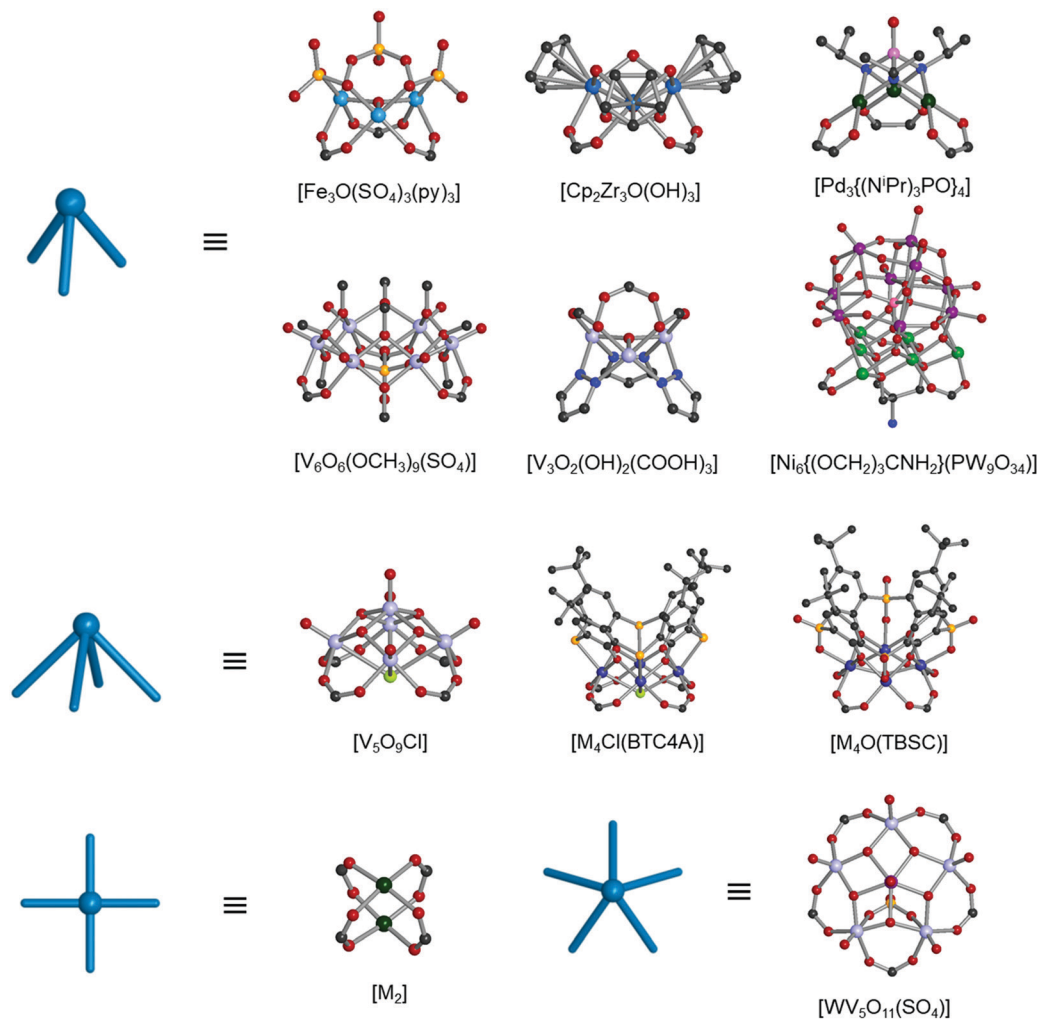 [Fe₃O(SO₄)₃(py)₃]
[Cp₂Zr₃O(OH)₃]
[Pd₃{(NⁱPr)₃PO}₄]
≡
[V₆O₆(OCH₃)₉(SO₄)]
[V₃O₂(OH)₂(COOH)₃]
[Ni₆{(OCH₂)₃CNH₂}(PW₉O₃₄)]
≡
[V₅O₉Cl]
[M₄Cl(BTC4A)]
[M₄O(TBSC)]
≡
[M₂]
≡
[WV₅O₁₁(SO₄)]